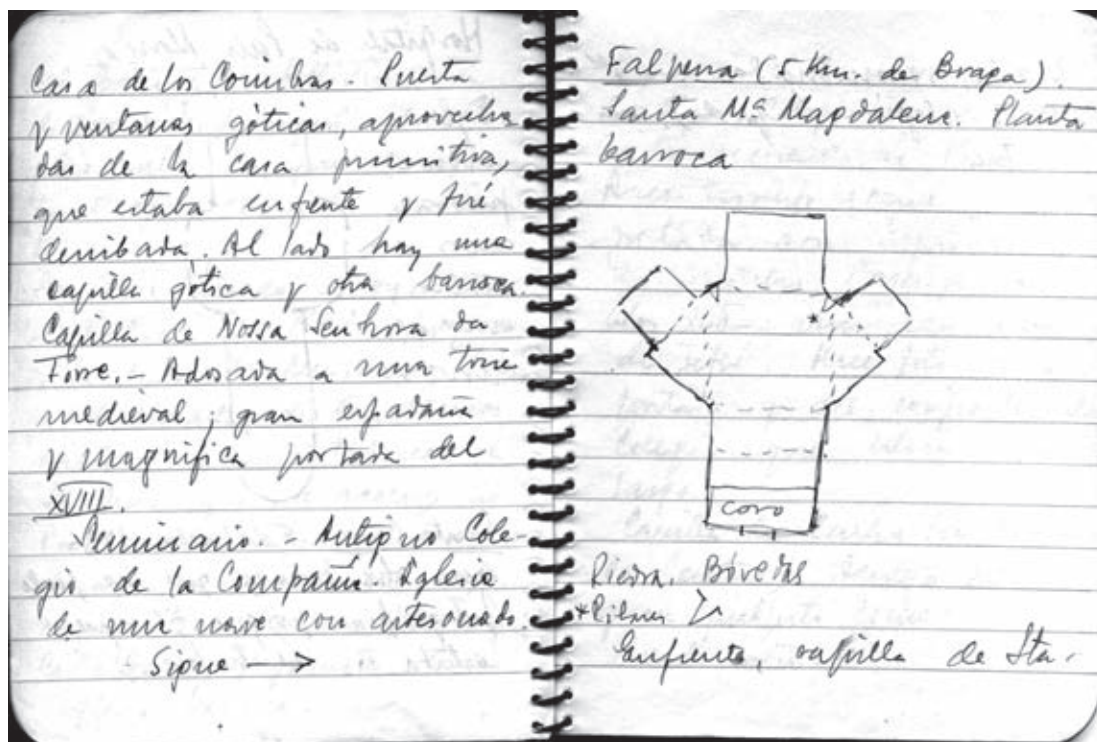 Casa de los Coimbras. Puerta
y ventanas góticas, aprovecha
das de la casa primitiva,
que estaba enfrente y fué
derribada. Al lado hay una
capilla gótica y otra barroca.
Capilla de Nossa Senhora da
Torre. - Adosada a una torre
medieval; gran espadaña
y magnífica portada del
XVIII.
Seminario. - Antiguo Cole-
gio de la Compañía. Iglesia
de una nave con artesonado.
Sigue →
Falperra (5 Km. de Braga).
Santa Mª Magdalena. Planta
barroca
*
coro
Piedra. Bóvedas
*Pilares
Enfrente, capilla de Sta.